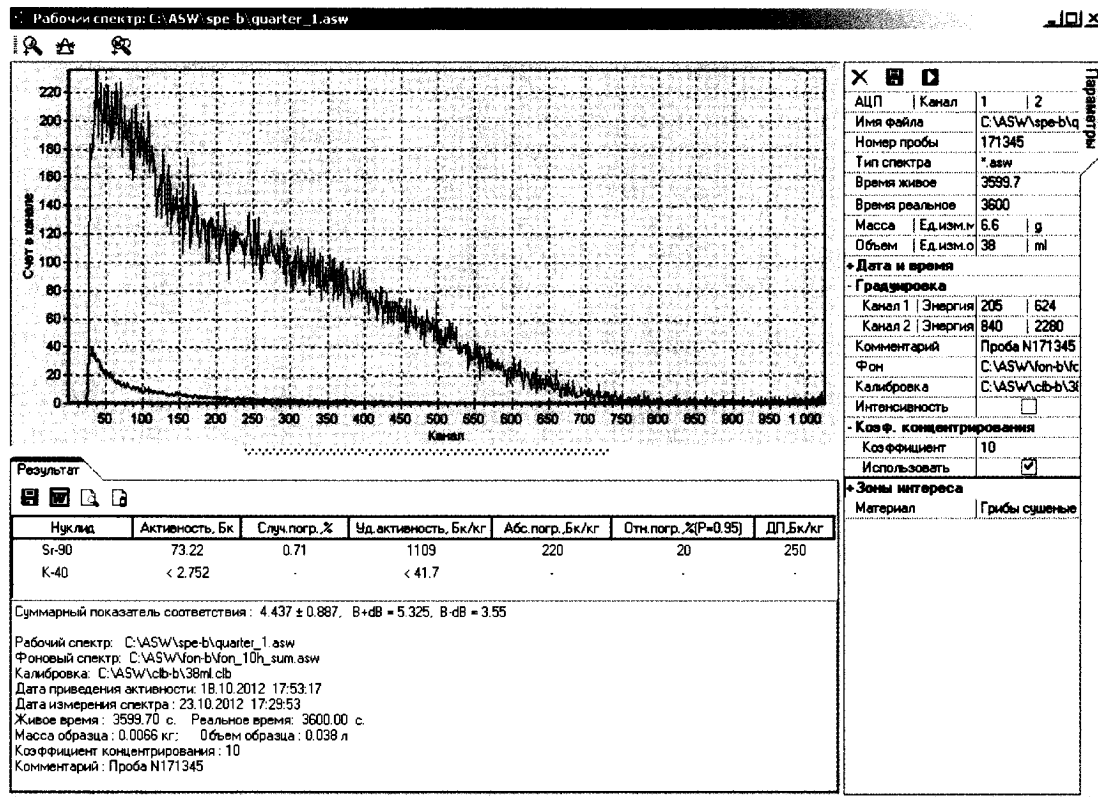 Рабочий спектр: C:\ASW\spe-b\quarter_1.asw
Счет в канале
220
200
180
160
140
120
100
80
60
40
20
0
50 100 150 200 250 300 350 400 450 500 550 600 650 700 750 800 850 900 950 1 000
Канал
Параметры
АЦП | Канал 1 | 2
Имя файла C:\ASW\spe-b\q
Номер пробы 171345
Тип спектра *.asw
Время живое 3599.7
Время реальное 3600
Масса | Ед.изм.м 6.6 | g
Объем | Ед.изм.о 38 | ml
+Дата и время
- Градуировка
Канал 1 | Энергия 205 | 624
Канал 2 | Энергия 840 | 2280
Комментарий Проба N171345
Фон C:\ASW\fon-b\fc
Калибровка C:\ASW\clb-b\38
Интенсивность
- Коэф. концентрирования
Коэффициент 10
Использовать
+Зоны интереса
Материал Грибы сушеные
Результат
Нуклид Активность, Бк Случ.погр.,% Уд.активность, Бк/кг Абс.погр.,Бк/кг Отн.погр.,%(P=0.95) ДП,Бк/кг
Sr-90 73.22 0.71 1109 220 20 250
K-40 < 2.752 - < 41.7 - - -
Суммарный показатель соответствия : 4.437 ± 0.887, B+dB = 5.325, B-dB = 3.55
Рабочий спектр: C:\ASW\spe-b\quarter_1.asw
Фоновый спектр: C:\ASW\fon-b\fon_10h_sum.asw
Калибровка: C:\ASW\clb-b\38ml.clb
Дата приведения активности: 18.10.2012 17:53:17
Дата измерения спектра : 23.10.2012 17:29:53
Живое время : 3599.70 с. Реальное время: 3600.00 с.
Масса образца : 0.0066 кг; Объем образца : 0.038 л
Коэффициент концентрирования : 10
Комментарий : Проба N171345